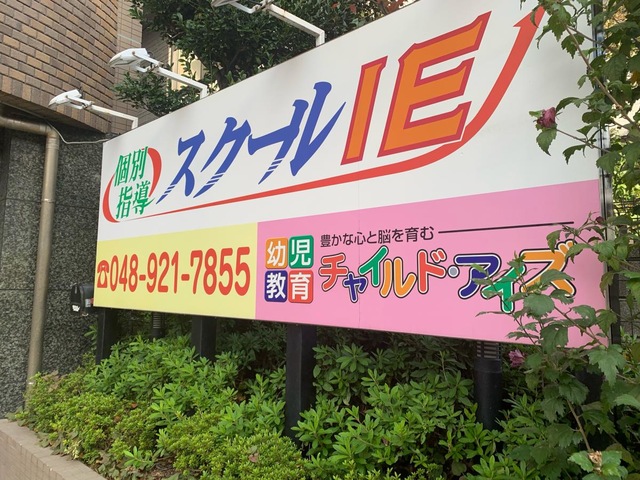 個別指導 スクールIE
☎048-921-7855
幼児教育
豊かな心と脳を育む
チャイルド・アイズ